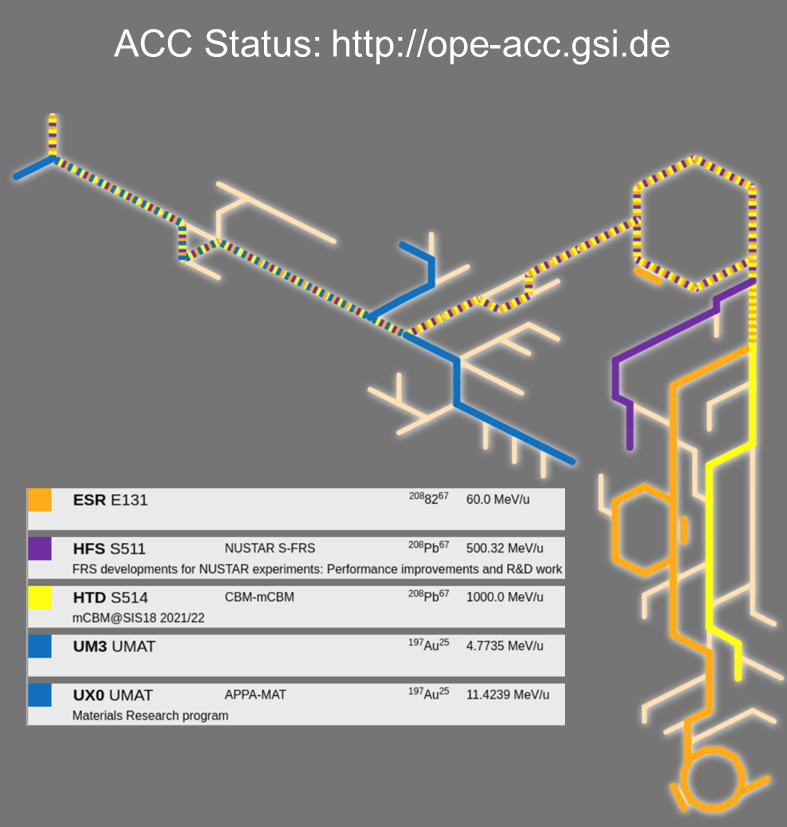 ACC Status: http://ope-acc.gsi.de
ESR E131 ²⁰⁸82⁶⁷ 60.0 MeV/u
HFS S511 NUSTAR S-FRS ²⁰⁸Pb⁶⁷ 500.32 MeV/u
FRS developments for NUSTAR experiments: Performance improvements and R&D work
HTD S514 CBM-mCBM ²⁰⁸Pb⁶⁷ 1000.0 MeV/u
mCBM@SIS18 2021/22
UM3 UMAT ¹⁹⁷Au²⁵ 4.7735 MeV/u
UX0 UMAT APPA-MAT ¹⁹⁷Au²⁵ 11.4239 MeV/u
Materials Research program